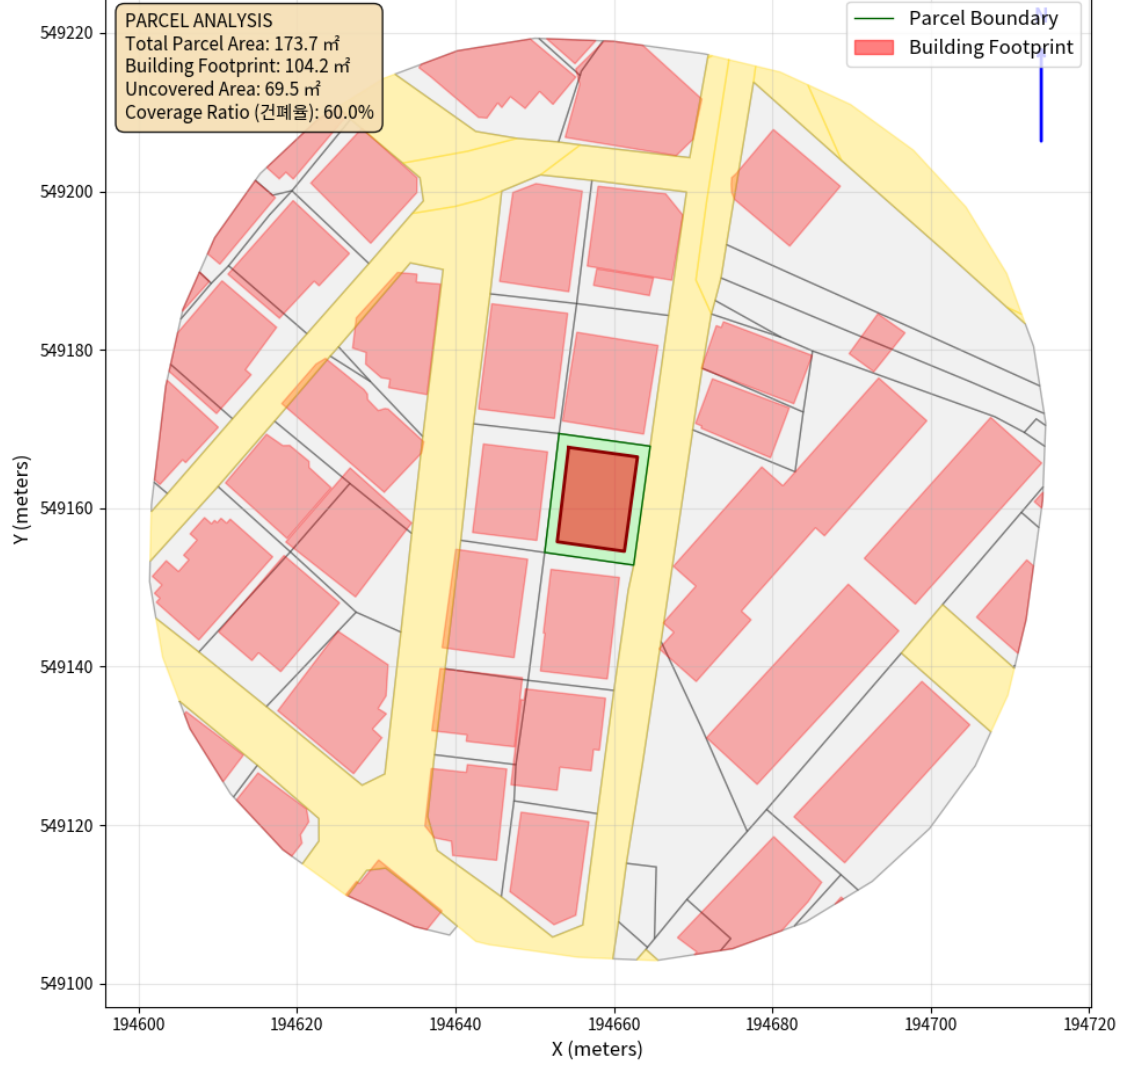 PARCEL ANALYSIS
Total Parcel Area: 173.7 ㎡
Building Footprint: 104.2 ㎡
Uncovered Area: 69.5 ㎡
Coverage Ratio (건폐율): 60.0%
Parcel Boundary
Building Footprint
N
549220
549200
549180
549160
549140
549120
549100
Y (meters)
194600 194620 194640 194660 194680 194700 194720
X (meters)